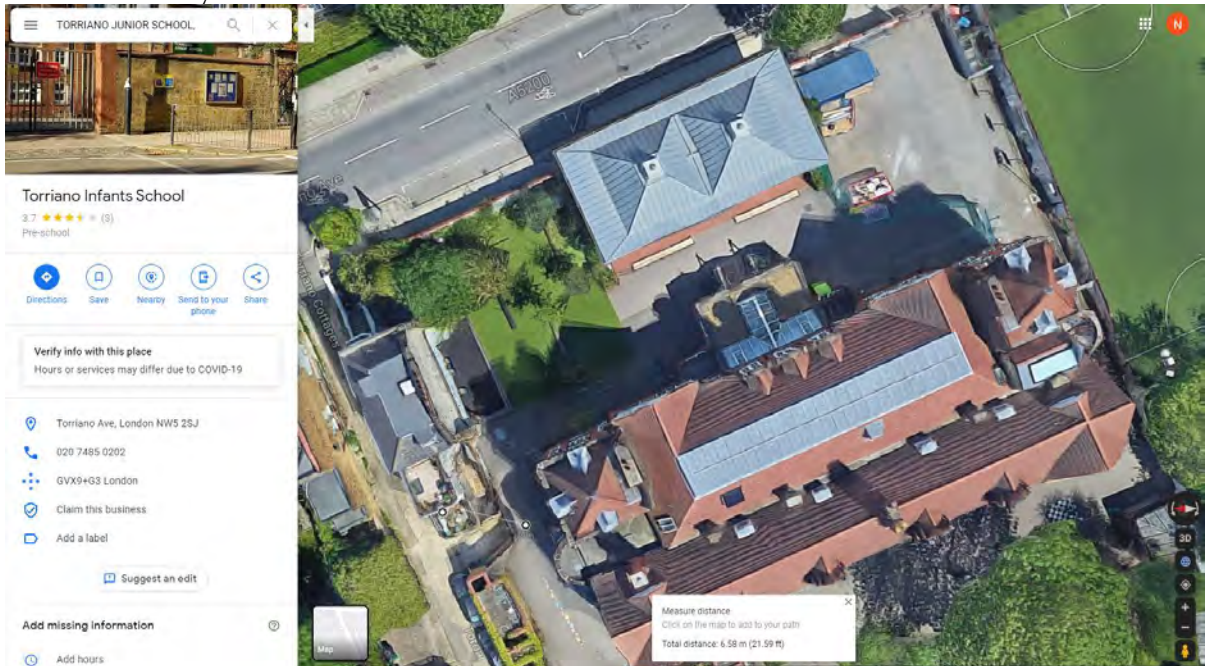 TORRIANO JUNIOR SCHOOL,
Torriano Infants School
3.7 (3)
Pre-school
Directions
Save
Nearby
Send to your
phone
Share
Verify info with this place
Hours or services may differ due to COVID-19
Torriano Ave, London NW5 2SJ
020 7485 0202
GVX9+G3 London
Claim this business
Add a label
Suggest an edit
Add missing information
Add hours
A5200
Torriano Cottages
Map
Measure distance
Click on the map to add to your path
Total distance: 6.58 m (21.59 ft)
N
3D